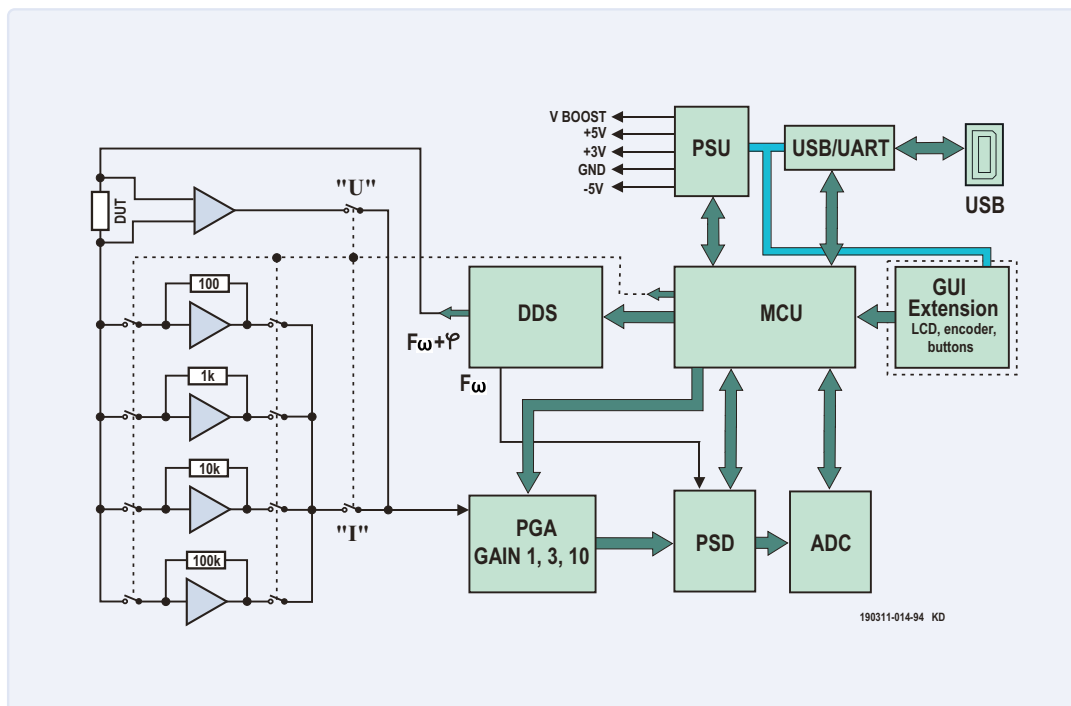 V BOOST
+5V
+3V
GND
-5V
PSU
USB/UART
USB
DUT
"U"
100
1k
10k
100k
"I"
DDS
MCU
GUI
Extension
LCD, encoder,
buttons
Fω+φ
Fω
PGA
GAIN 1, 3, 10
PSD
ADC
190311-014-94 KD